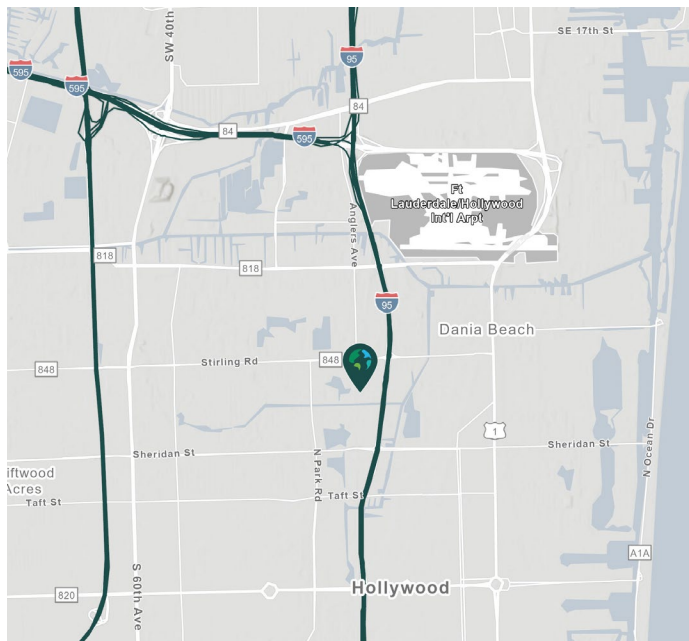 SE 17th St
SW 40th
95
595
595
84
84
595
Ft
Lauderdale/Hollywood
Int'l Arpt
Anglers Ave
818
818
95
Dania Beach
Stirling Rd
848
848
N Ocean Dr
1
Sheridan St
Sheridan St
iftwood
Acres
N Park Rd
Taft St
Taft St
A1A
S 60th Ave
820
Hollywood